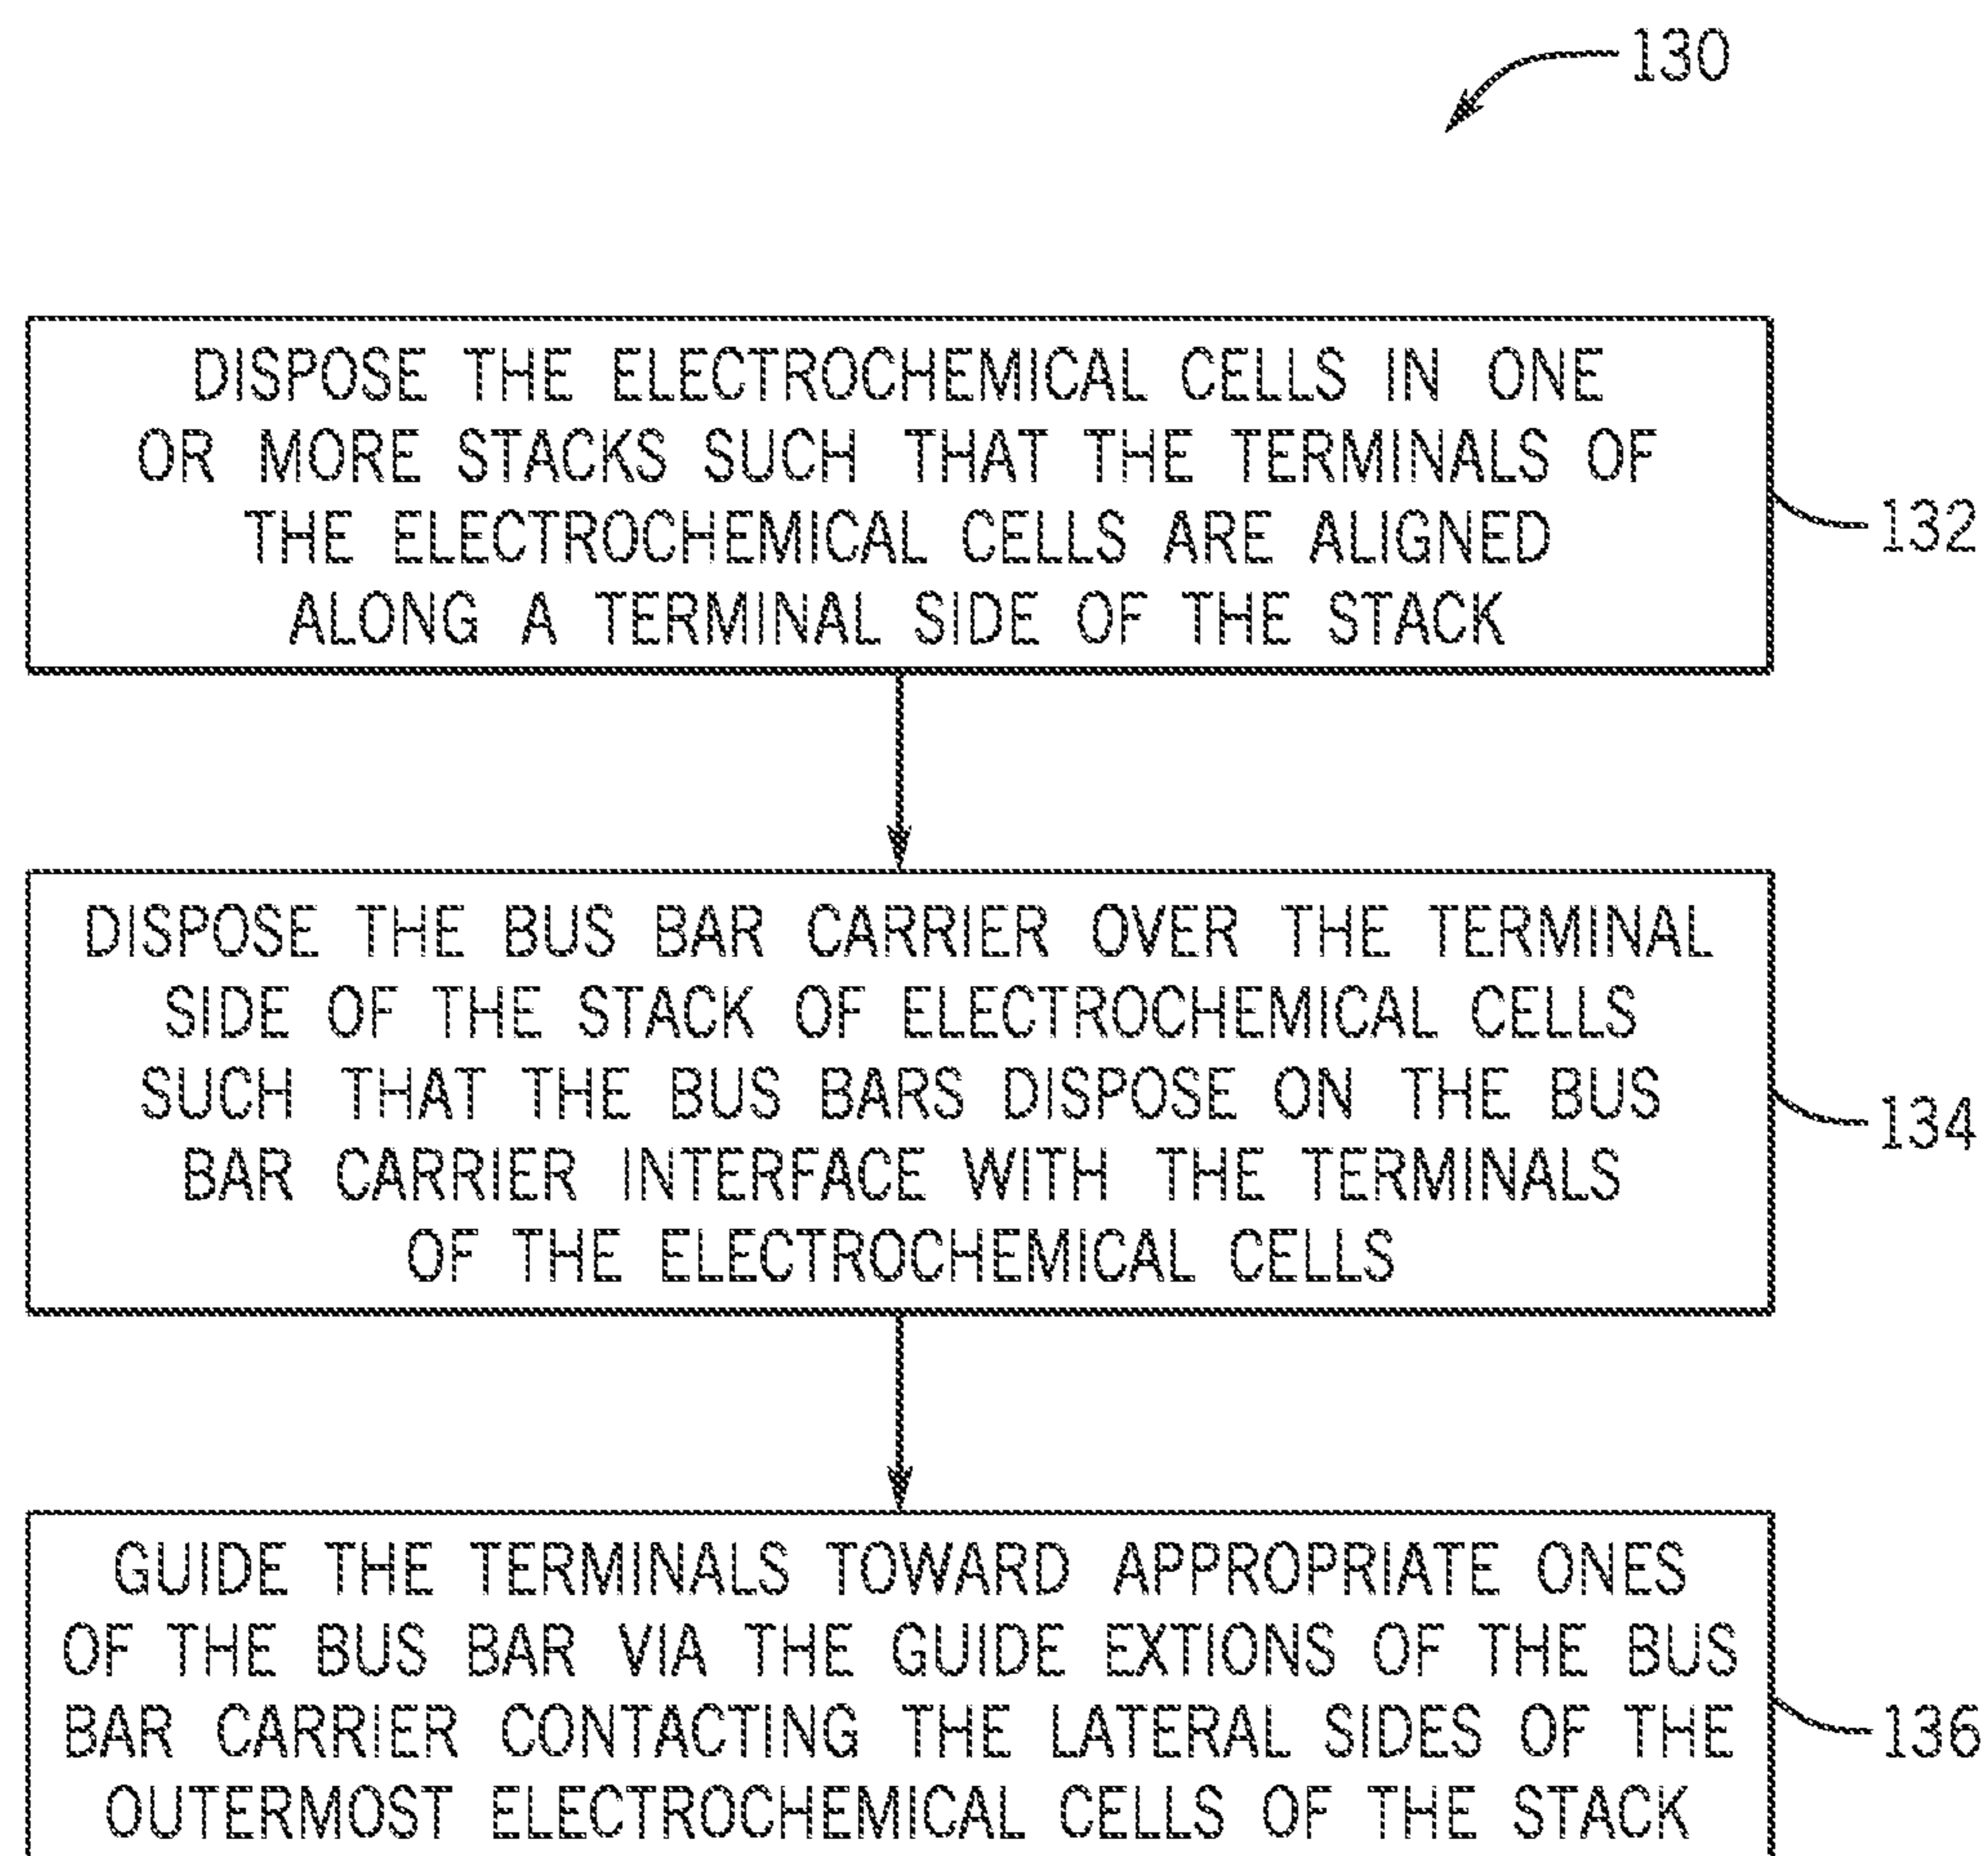 130
DISPOSE THE ELECTROCHEMICAL CELLS IN ONE
OR MORE STACKS SUCH THAT THE TERMINALS OF
THE ELECTROCHEMICAL CELLS ARE ALIGNED
ALONG A TERMINAL SIDE OF THE STACK
132
DISPOSE THE BUS BAR CARRIER OVER THE TERMINAL
SIDE OF THE STACK OF ELECTROCHEMICAL CELLS
SUCH THAT THE BUS BARS DISPOSE ON THE BUS
BAR CARRIER INTERFACE WITH THE TERMINALS
OF THE ELECTROCHEMICAL CELLS
134
GUIDE THE TERMINALS TOWARD APPROPRIATE ONES
OF THE BUS BAR VIA THE GUIDE EXTIONS OF THE BUS
BAR CARRIER CONTACTING THE LATERAL SIDES OF THE
OUTERMOST ELECTROCHEMICAL CELLS OF THE STACK
136